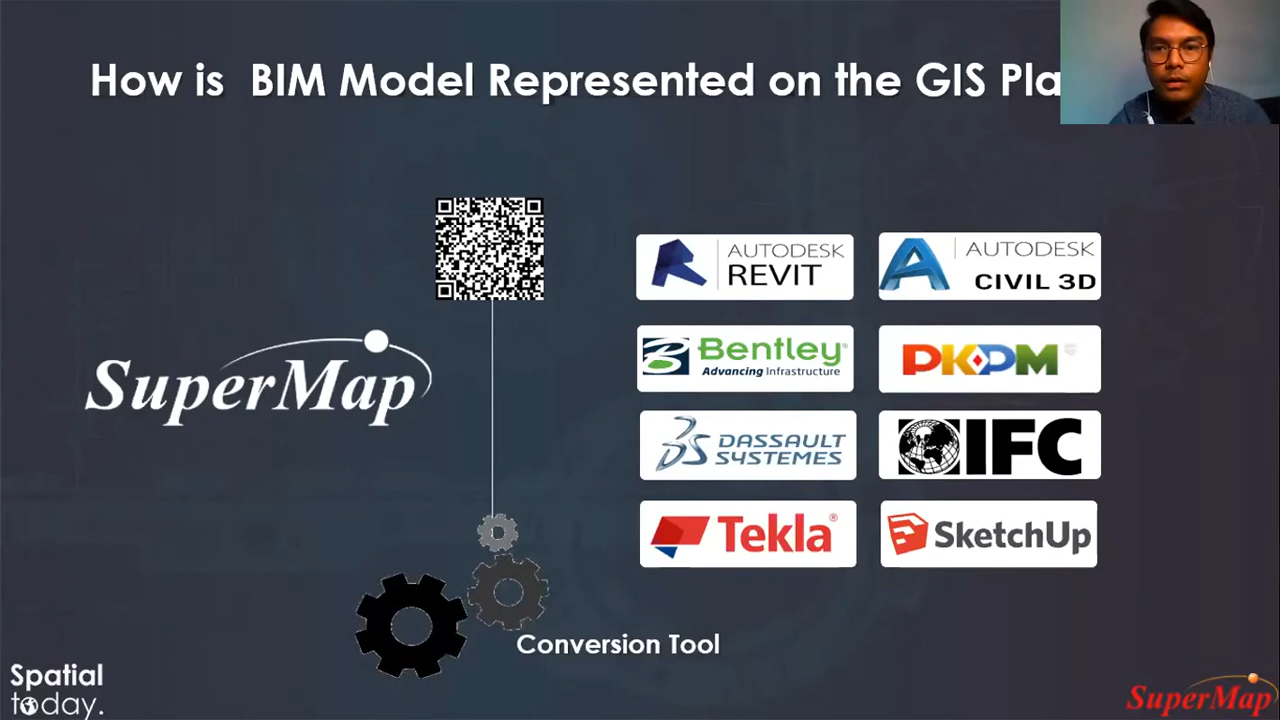 How is BIM Model Represented on the GIS Pla
AUTODESK
REVIT
AUTODESK
CIVIL 3D
Bentley®
Advancing Infrastructure
PKPM
SuperMap
DASSAULT
SYSTEMES
IFC
Tekla®
SketchUp
Conversion Tool
Spatial
today.
SuperMap